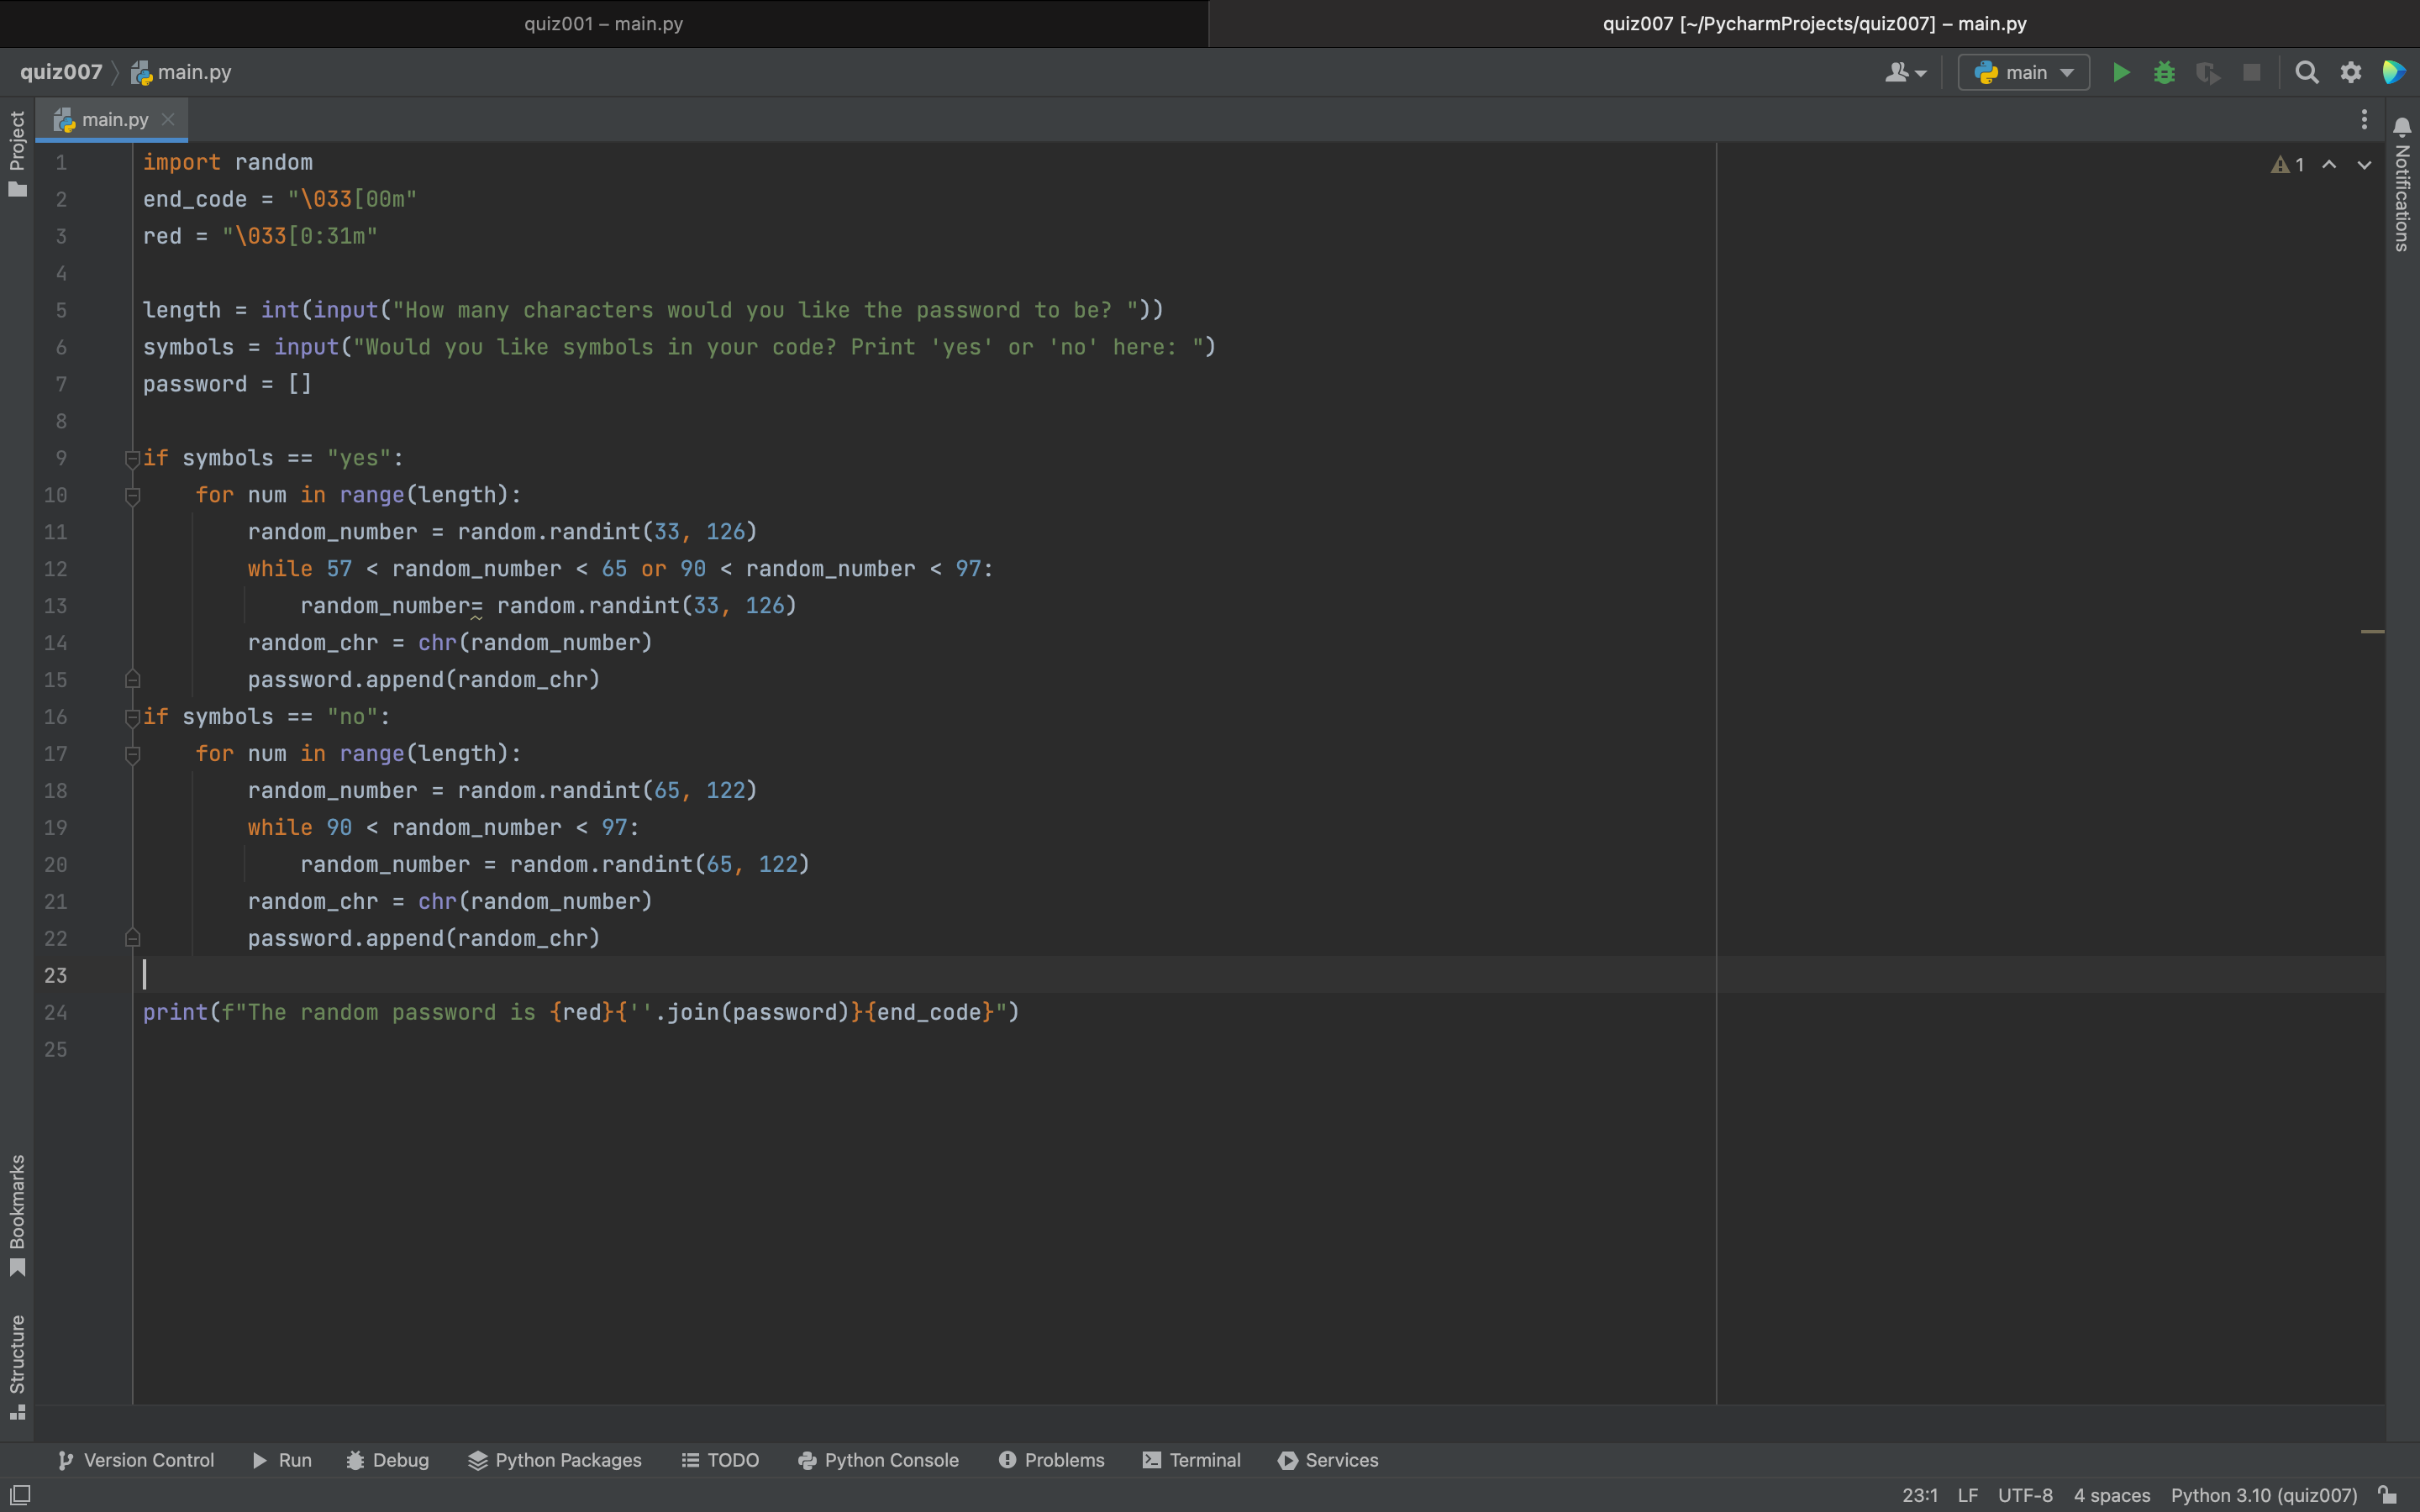 quiz001 – main.py
quiz007 [~/PycharmProjects/quiz007] – main.py
quiz007 main.py
main
Project
main.py
1
Notifications
1 import random
2 end_code = "\033[00m"
3 red = "\033[0:31m"
4
5 length = int(input("How many characters would you like the password to be? "))
6 symbols = input("Would you like symbols in your code? Print 'yes' or 'no' here: ")
7 password = []
8
9 if symbols == "yes":
10     for num in range(length):
11         random_number = random.randint(33, 126)
12         while 57 < random_number < 65 or 90 < random_number < 97:
13             random_number= random.randint(33, 126)
14         random_chr = chr(random_number)
15         password.append(random_chr)
16 if symbols == "no":
17     for num in range(length):
18         random_number = random.randint(65, 122)
19         while 90 < random_number < 97:
20             random_number = random.randint(65, 122)
21         random_chr = chr(random_number)
22         password.append(random_chr)
23
24 print(f"The random password is {red}{''.join(password)}{end_code}")
25
Bookmarks
Structure
Version Control Run Debug Python Packages TODO Python Console Problems Terminal Services
23:1 LF UTF-8 4 spaces Python 3.10 (quiz007)